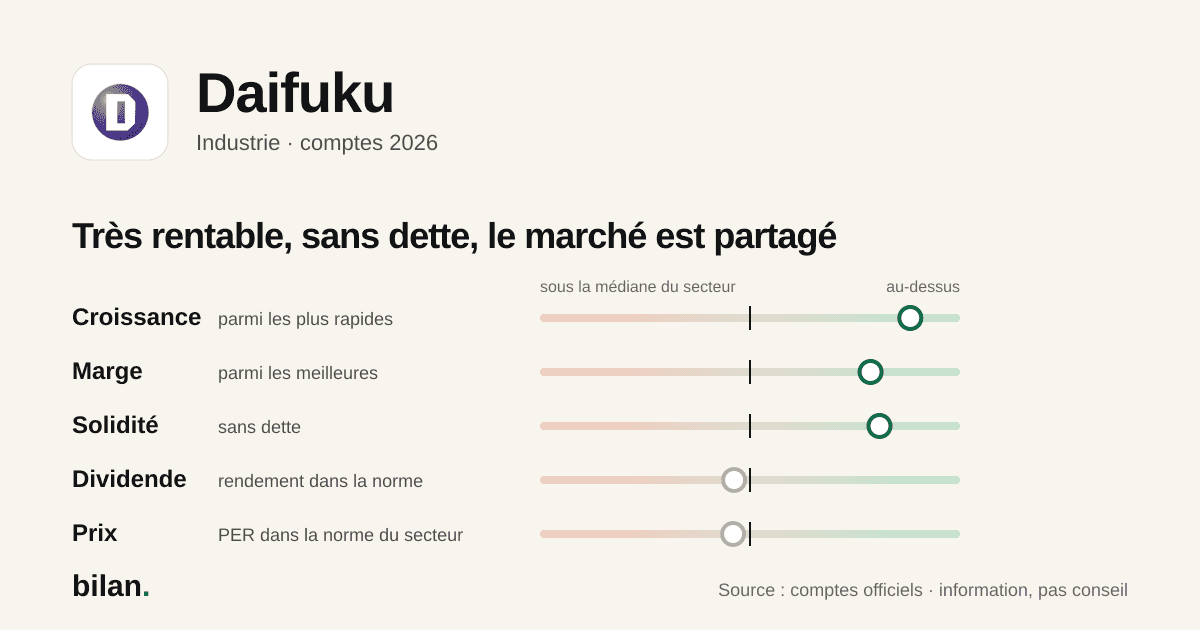 D
Daifuku
Industrie · comptes 2026
Très rentable, sans dette, le marché est partagé
sous la médiane du secteur au-dessus
Croissance parmi les plus rapides
Marge parmi les meilleures
Solidité sans dette
Dividende rendement dans la norme
Prix PER dans la norme du secteur
bilan.
Source : comptes officiels · information, pas conseil